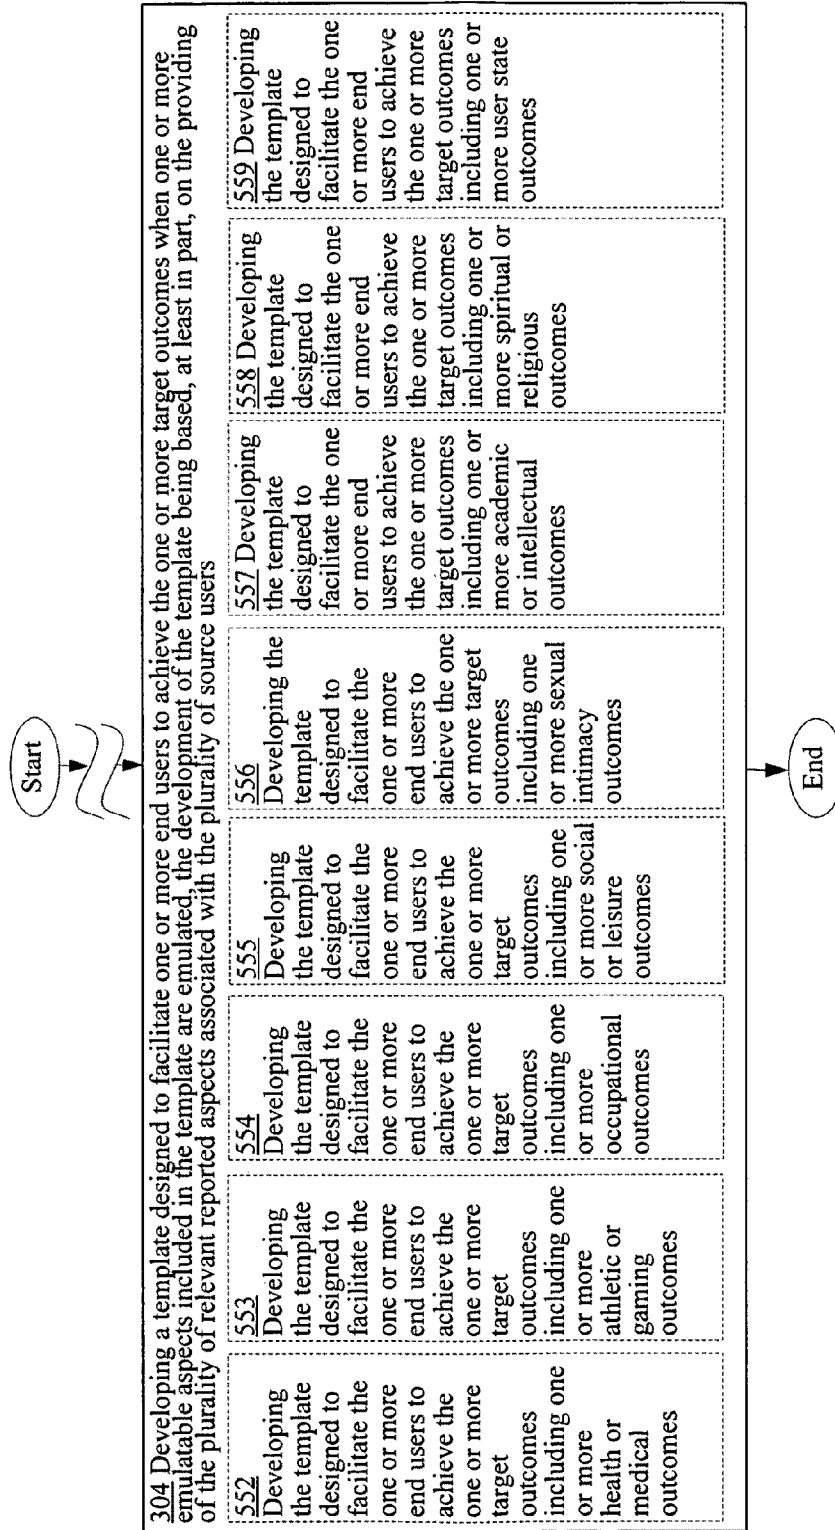 Start
304 Developing a template designed to facilitate one or more end users to achieve the one or more target outcomes when one or more
emulatable aspects included in the template are emulated, the development of the template being based, at least in part, on the providing
of the plurality of relevant reported aspects associated with the plurality of source users
552
Developing
the template
designed to
facilitate the
one or more
end users to
achieve the
one or more
target
outcomes
including one
or more
health or
medical
outcomes
553
Developing
the template
designed to
facilitate the
one or more
end users to
achieve the
one or more
target
outcomes
including one
or more
athletic or
gaming
outcomes
554
Developing
the template
designed to
facilitate the
one or more
end users to
achieve the
one or more
target
outcomes
including one
or more
occupational
outcomes
555
Developing
the template
designed to
facilitate the
one or more
end users to
achieve the
one or more
target
outcomes
including one
or more social
or leisure
outcomes
556
Developing the
template
designed to
facilitate the
one or more
end users to
achieve the one
or more target
outcomes
including one
or more sexual
intimacy
outcomes
557 Developing
the template
designed to
facilitate the one
or more end
users to achieve
the one or more
target outcomes
including one or
more academic
or intellectual
outcomes
558 Developing
the template
designed to
facilitate the one
or more end
users to achieve
the one or more
target outcomes
including one or
more spiritual or
religious
outcomes
559 Developing
the template
designed to
facilitate the one
or more end
users to achieve
the one or more
target outcomes
including one or
more user state
outcomes
End